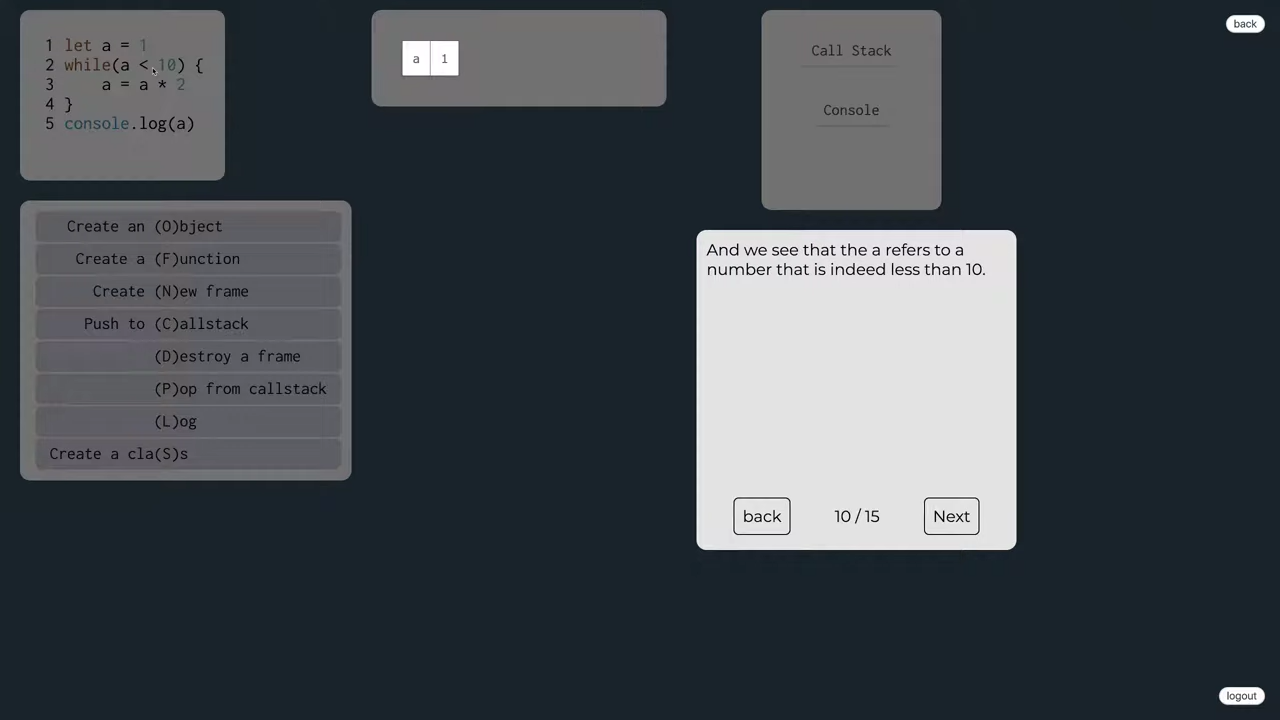 back
1 let a = 1
2 while(a < 10) {
3     a = a * 2
4 }
5 console.log(a)
a 1
Call Stack
Console
Create an (O)bject
Create a (F)unction
Create (N)ew frame
Push to (C)allstack
(D)estroy a frame
(P)op from callstack
(L)og
Create a cla(S)s
And we see that the a refers to a
number that is indeed less than 10.
back 10 / 15 Next
logout